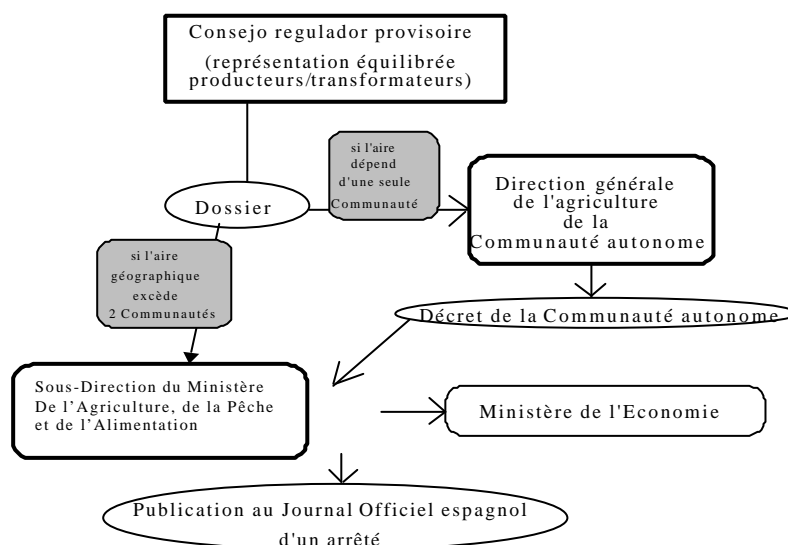 Consejo regulador provisoire
(représentation équilibrée
producteurs/transformateurs)
si l'aire
dépend
d'une seule
Communauté
Dossier
Direction générale
de l'agriculture
de la
Communauté autonome
si l'aire
géographique
excède
2 Communautés
Décret de la Communauté autonome
Sous-Direction du Ministère
De l’Agriculture, de la Pêche
et de l’Alimentation
Ministère de l'Economie
Publication au Journal Officiel espagnol
d'un arrêté